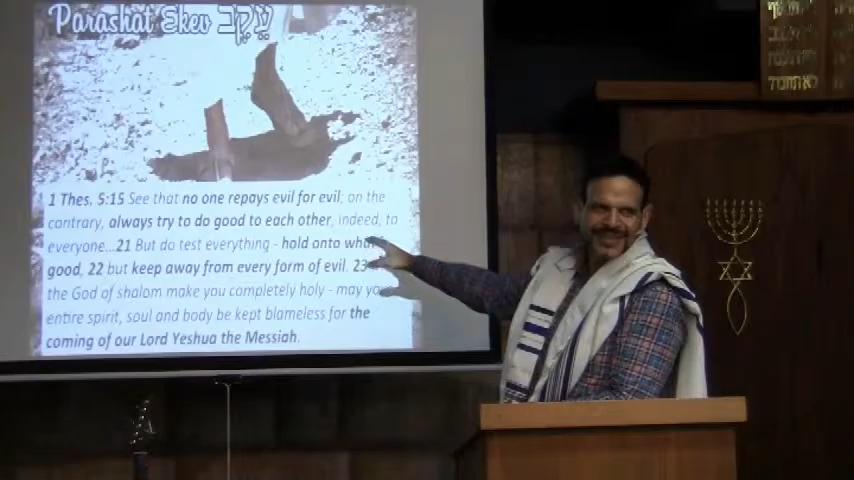 Parashat Ekev עֵקֶב
1 Thes. 5:15 See that no one repays evil for evil; on the
contrary, always try to do good to each other, indeed, to
everyone...21 But do test everything - hold onto what is
good, 22 but keep away from every form of evil. 23
the God of shalom make you completely holy - may your
entire spirit, soul and body be kept blameless for the
coming of our Lord Yeshua the Messiah.